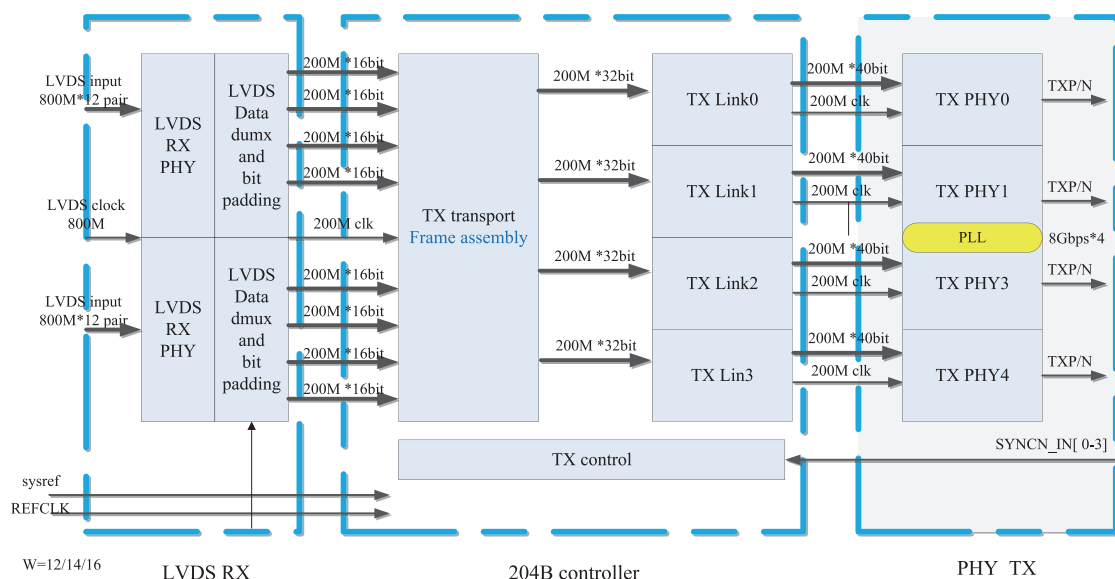 LVDS input
800M*12 pair
LVDS
RX
PHY
LVDS
Data
dumx
and
bit
padding
200M *16bit
200M *16bit
200M *16bit
200M *16bit
LVDS clock
800M
200M clk
LVDS input
800M*12 pair
LVDS
RX
PHY
LVDS
Data
dmux
and
bit
padding
200M *16bit
200M *16bit
200M *16bit
200M *16bit
TX transport
Frame assembly
200M *32bit
200M *32bit
200M *32bit
200M *32bit
TX Link0
TX Link1
TX Link2
TX Lin3
200M *40bit
200M clk
200M *40bit
200M clk
200M *40bit
200M clk
200M *40bit
200M clk
TX PHY0
TX PHY1
PLL
TX PHY3
TX PHY4
TXP/N
TXP/N
8Gbps*4
TXP/N
TXP/N
TX control
SYNCN_IN[ 0-3]
sysref
REFCLK
W=12/14/16
LVDS RX
204B controller
PHY TX